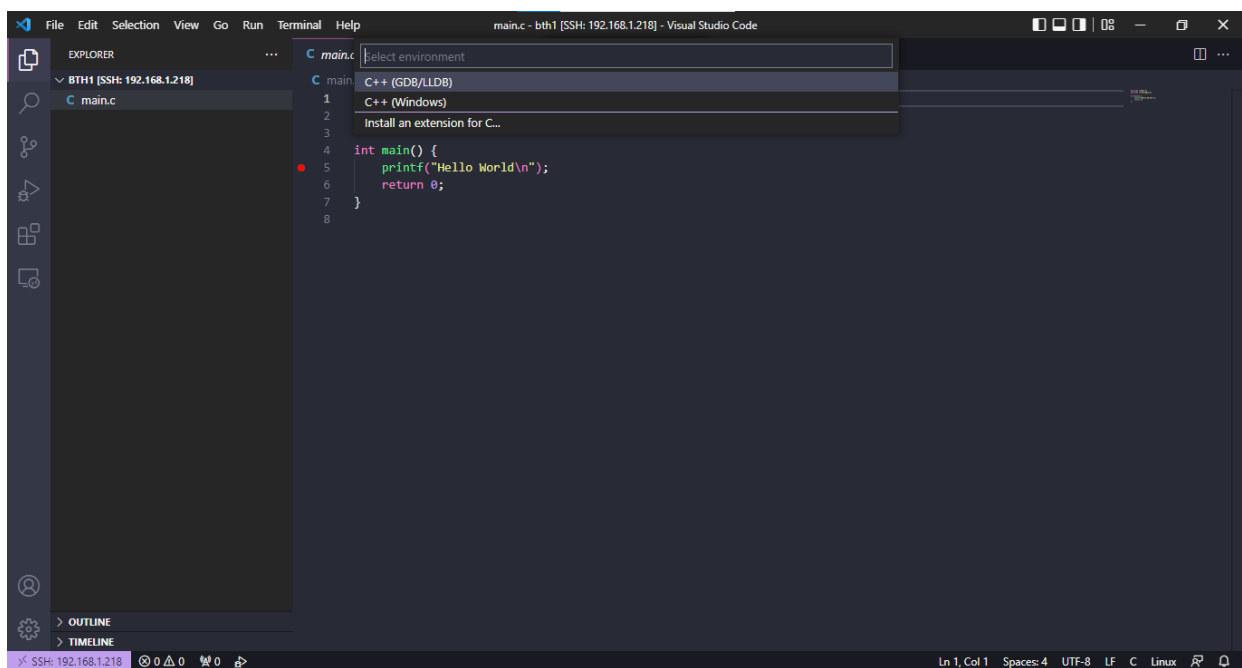 File Edit Selection View Go Run Terminal Help main.c - bth1 [SSH: 192.168.1.218] - Visual Studio Code
EXPLORER
BTH1 [SSH: 192.168.1.218]
C main.c
OUTLINE
TIMELINE
C main.c
C main.
Select environment
C++ (GDB/LLDB)
C++ (Windows)
Install an extension for C...
1
2
3
4 int main() {
5 printf("Hello World\n");
6 return 0;
7 }
8
SSH: 192.168.1.218 0 0 0 Ln 1, Col 1 Spaces: 4 UTF-8 LF C Linux